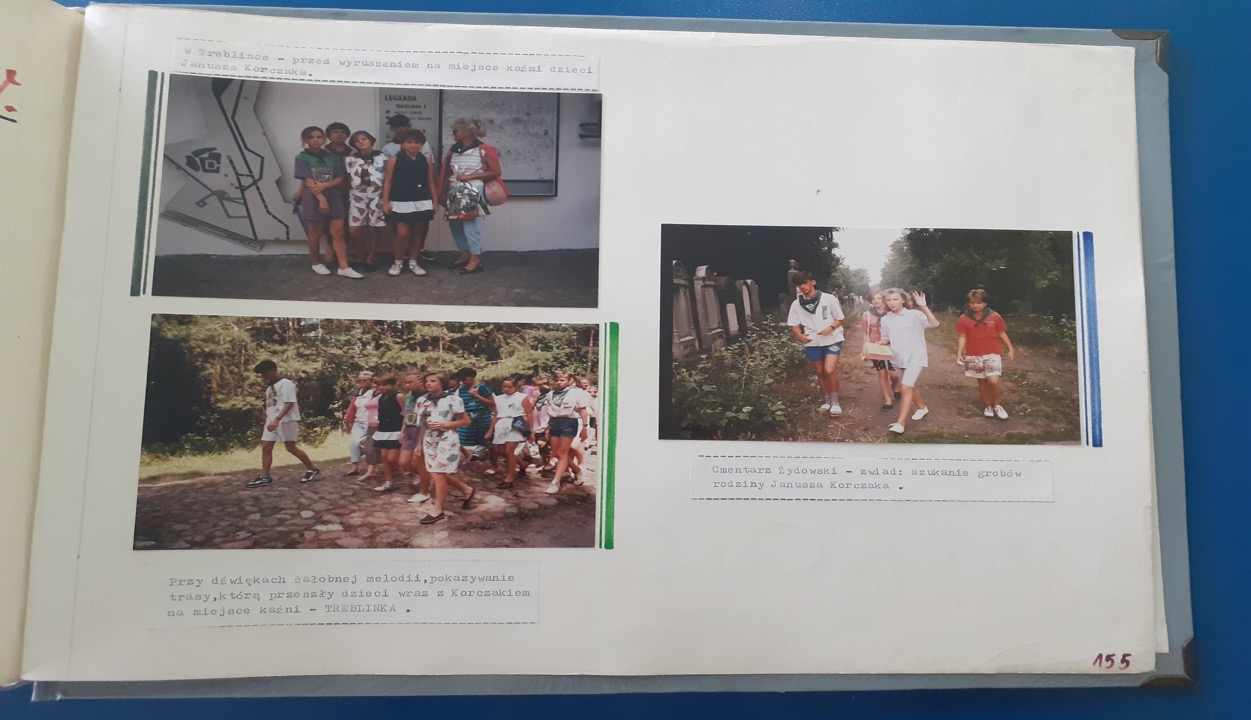 W Treblince - przed wyruszeniem na miejsce kaźni dzieci
Janusza Korczaka.
LEGENDA
TREBLINKA I
Przy dźwiękach żałobnej melodii,pokazywanie
trasy,którą przeszły dzieci wraz z Korczakiem
na miejsce kaźni - TREBLINKA .
Cmentarz Żydowski - zwiad: szukanie grobów
rodziny Janusza Korczaka .
155